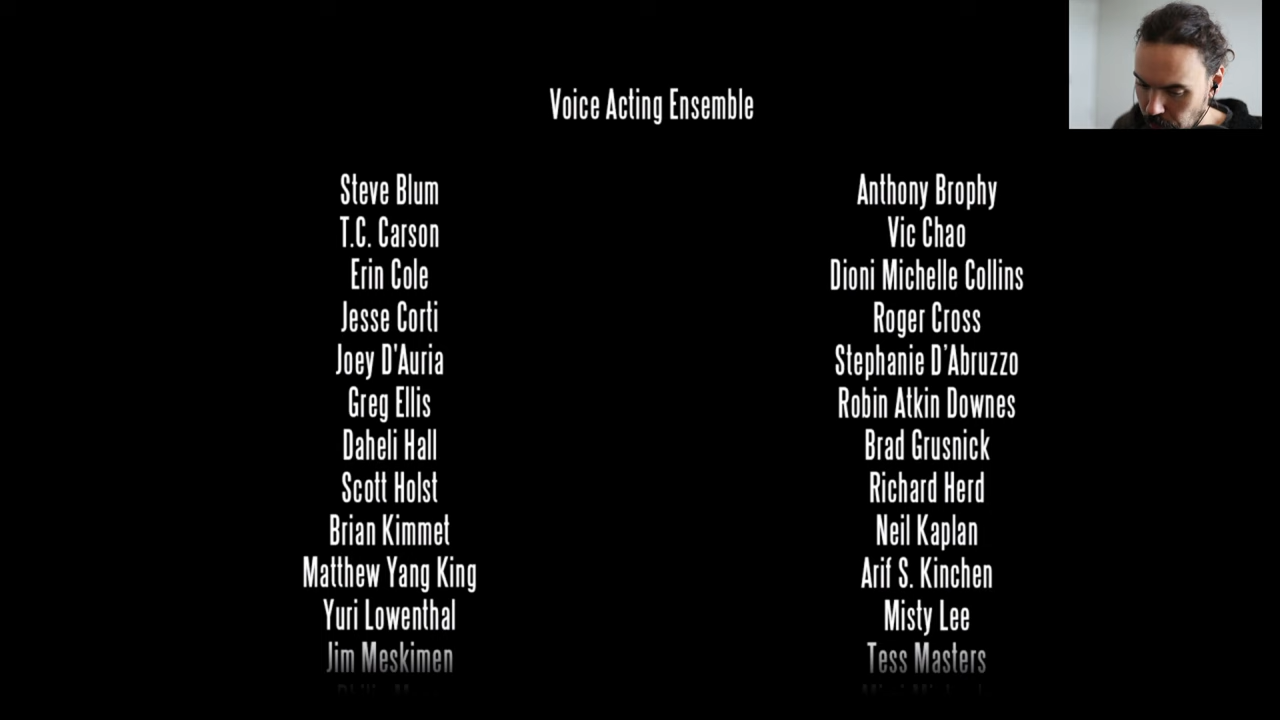 Voice Acting Ensemble
Steve Blum
Anthony Brophy
T.C. Carson
Vic Chao
Erin Cole
Dioni Michelle Collins
Jesse Corti
Roger Cross
Joey D'Auria
Stephanie D'Abruzzo
Greg Ellis
Robin Atkin Downes
Daheli Hall
Brad Grusnick
Scott Holst
Richard Herd
Brian Kimmet
Neil Kaplan
Matthew Yang King
Arif S. Kinchen
Yuri Lowenthal
Misty Lee
Jim Meskimen
Tess Masters